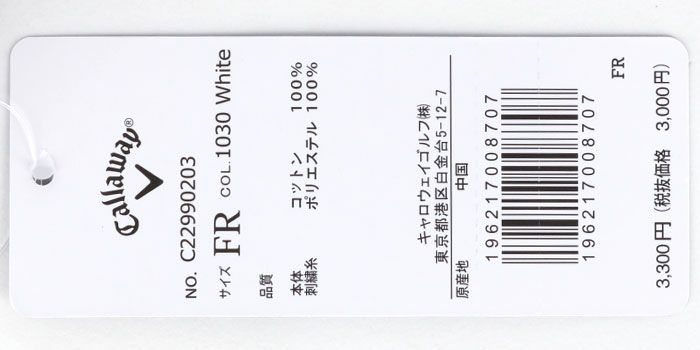 Callaway®
NO. C22990203
サイズ FR COL. 1030 White
品質
本体 コットン 100%
刺繍糸 ポリエステル 100%
キャロウェイゴルフ㈱
東京都港区白金台5-12-7
原産地 中国
196217008707
196217008707
FR
3,300円 (税抜価格 3,000円)